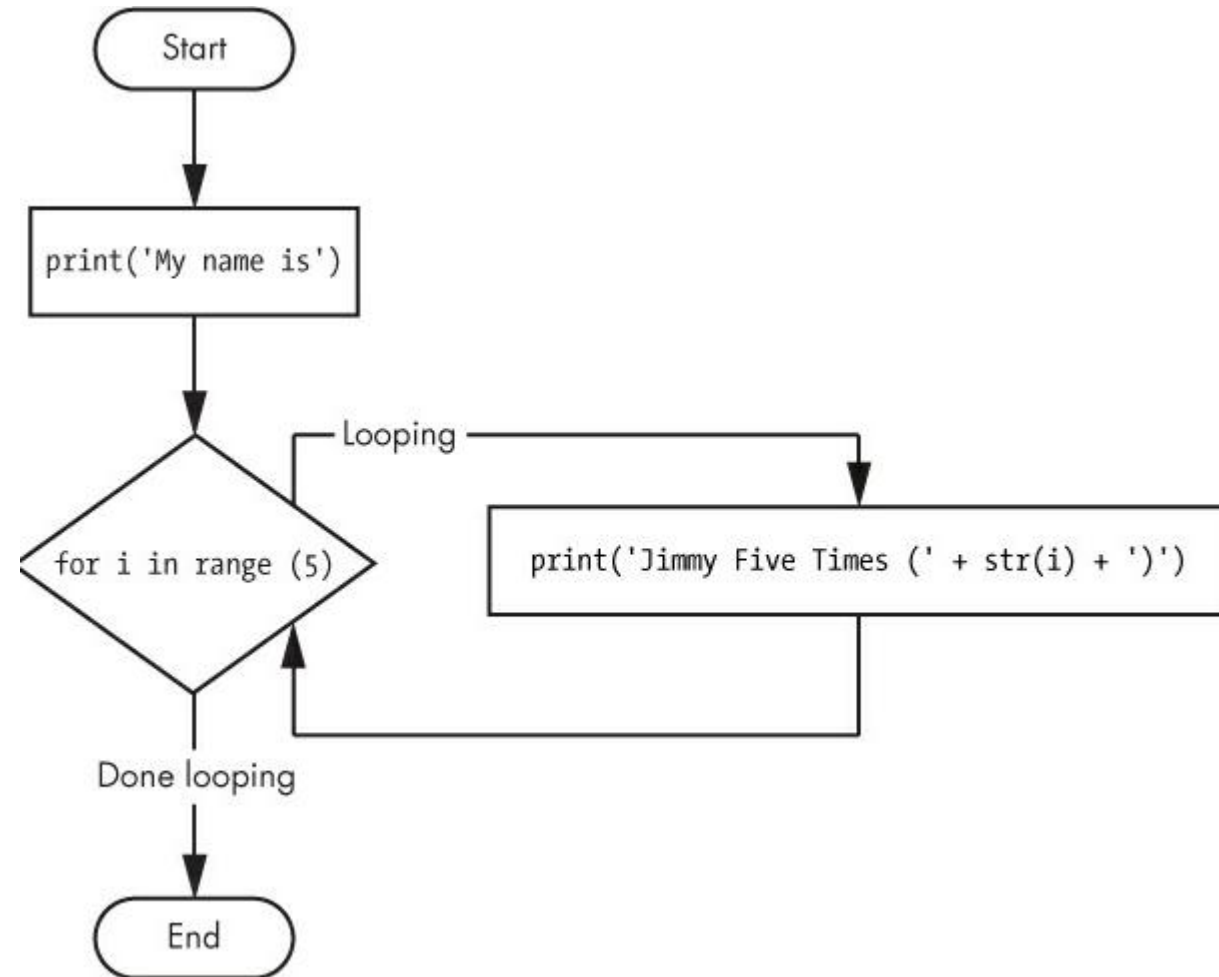 Start
print('My name is')
Looping
for i in range (5)
print('Jimmy Five Times (' + str(i) + ')')
Done looping
End